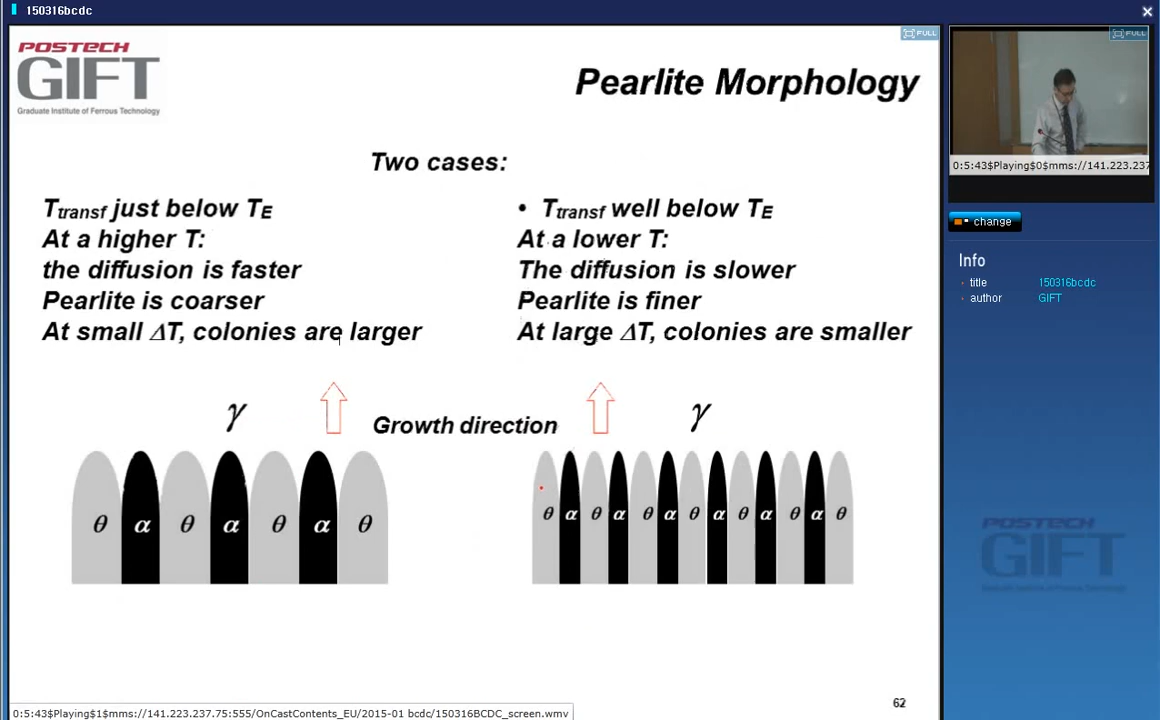 150316bcdc
POSTECH
GIFT
Graduate Institute of Ferrous Technology
FULL
Pearlite Morphology
Two cases:
Ttransf just below TE
At a higher T:
the diffusion is faster
Pearlite is coarser
At small ΔT, colonies are larger
• Ttransf well below TE
At a lower T:
The diffusion is slower
Pearlite is finer
At large ΔT, colonies are smaller
γ
Growth direction
γ
θ α θ α θ α θ
θ α θ α θ α θ α θ α θ α θ
62
0:5:43$Playing$1$mms://141.223.237.75:555/OnCastContents_EU/2015-01 bcdc/150316BCDC_screen.wmv
FULL
0:5:43$Playing$0$mms://141.223.237
change
Info
title 150316bcdc
author GIFT
POSTECH
GIFT